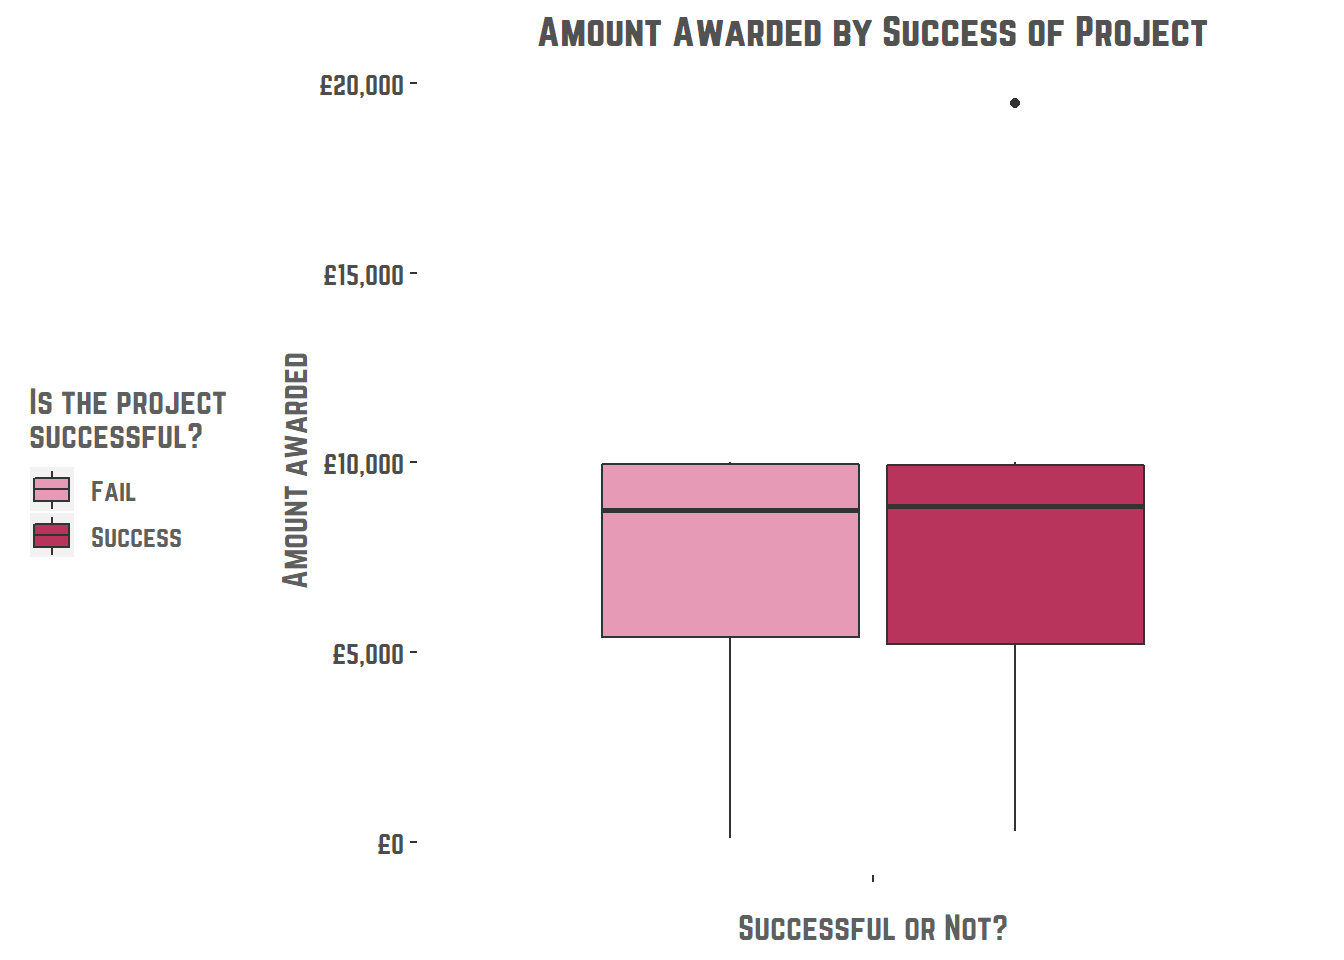 Amount Awarded by Success of Project
£20,000
£15,000
£10,000
£5,000
£0
Amount awarded
Is the project
successful?
Fail
Success
Successful or Not?